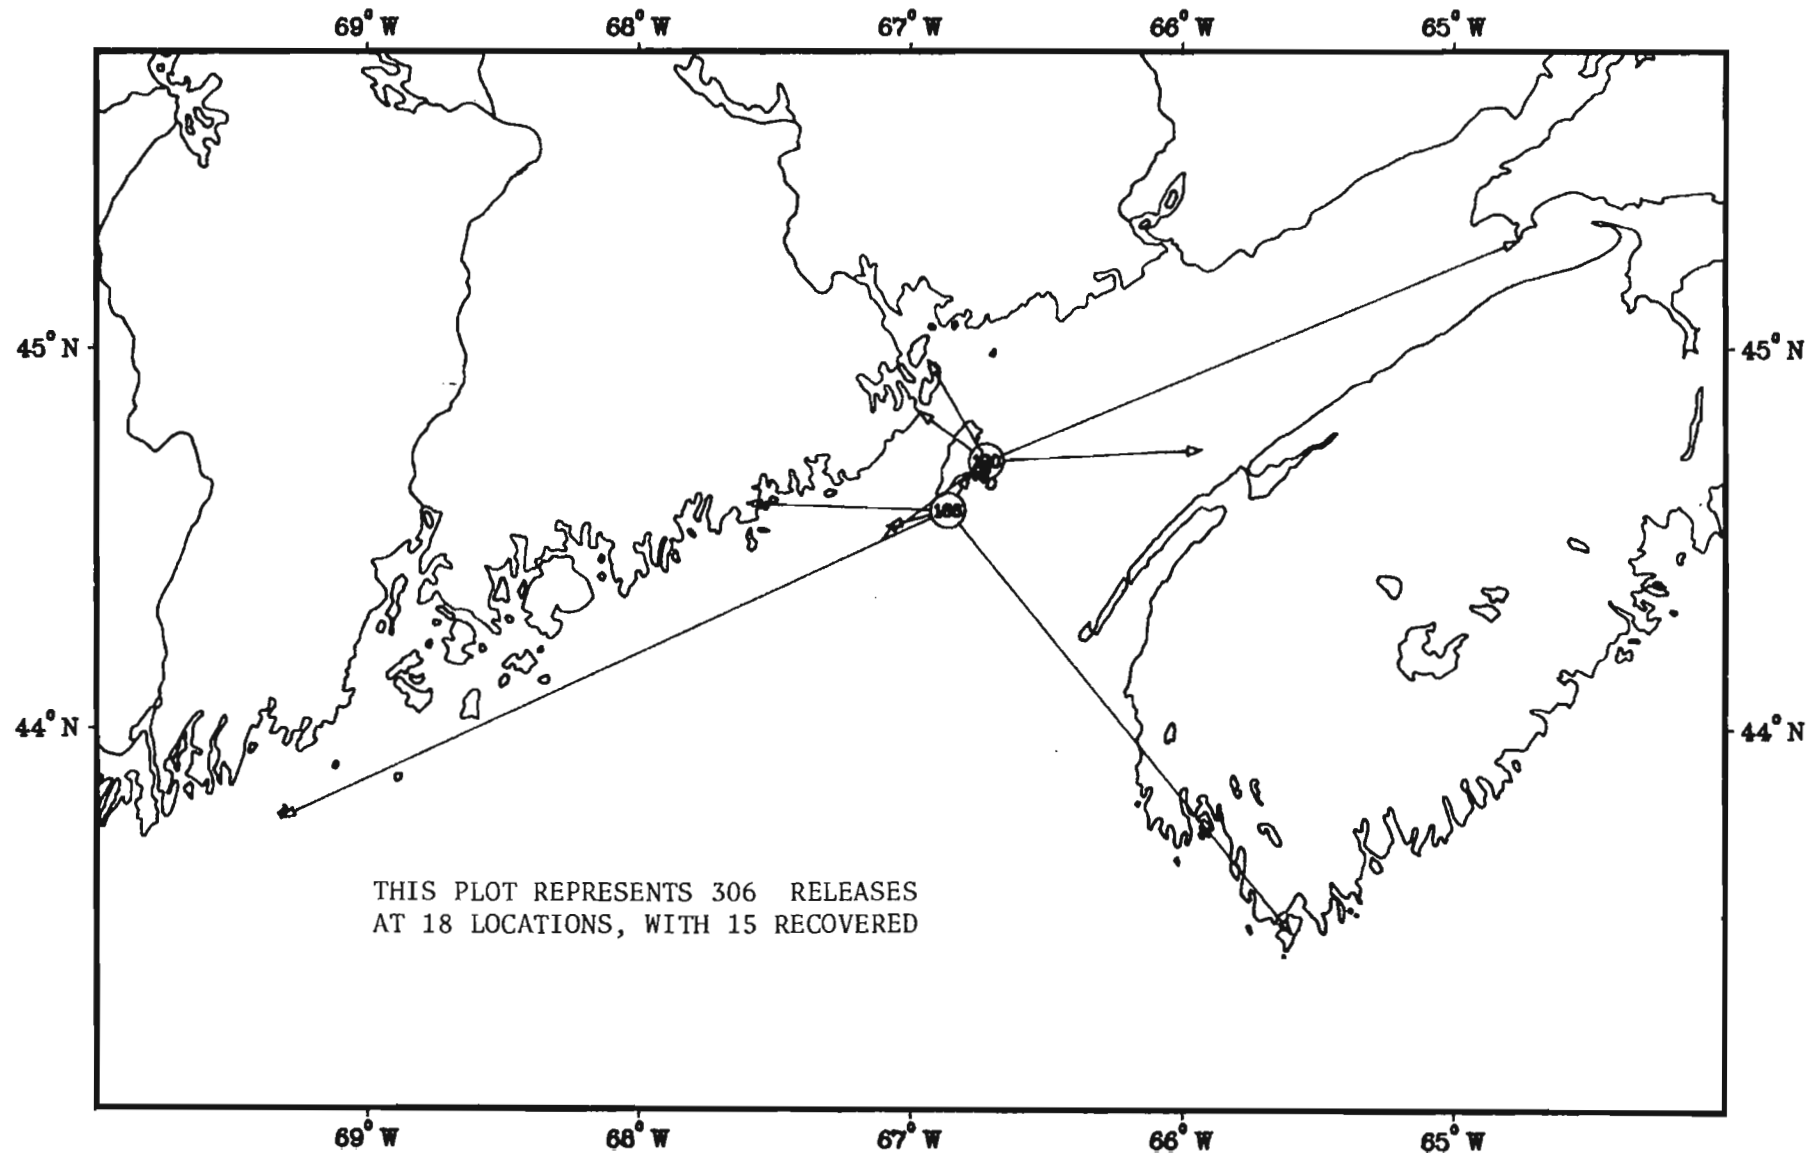 69°W 68°W 67°W 66°W 65°W
45°N 45°N
44°N 44°N
THIS PLOT REPRESENTS 306 RELEASES
AT 18 LOCATIONS, WITH 15 RECOVERED
69°W 68°W 67°W 66°W 65°W